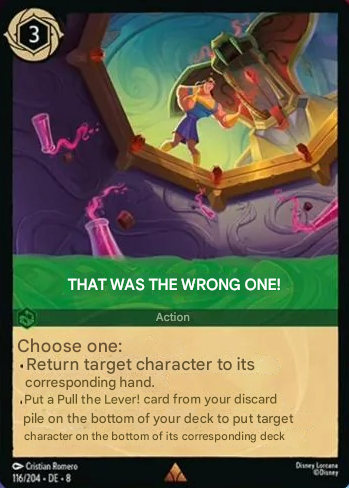 3
THAT WAS THE WRONG ONE!
Action
Choose one:
• Return target character to its
corresponding hand.
• Put a Pull the Lever! card from your discard
pile on the bottom of your deck to put target
character on the bottom of its corresponding deck
Cristian Romero
116/204 • DE • 8
Disney Lorcana
©Disney